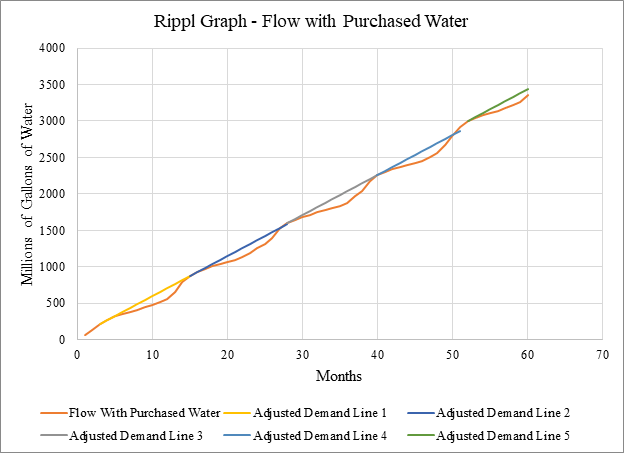 Rippl Graph - Flow with Purchased Water
4000
3500
3000
2500
2000
1500
1000
500
0
Millions of Gallons of Water
0 10 20 30 40 50 60 70
Months
Flow With Purchased Water Adjusted Demand Line 1 Adjusted Demand Line 2
Adjusted Demand Line 3 Adjusted Demand Line 4 Adjusted Demand Line 5